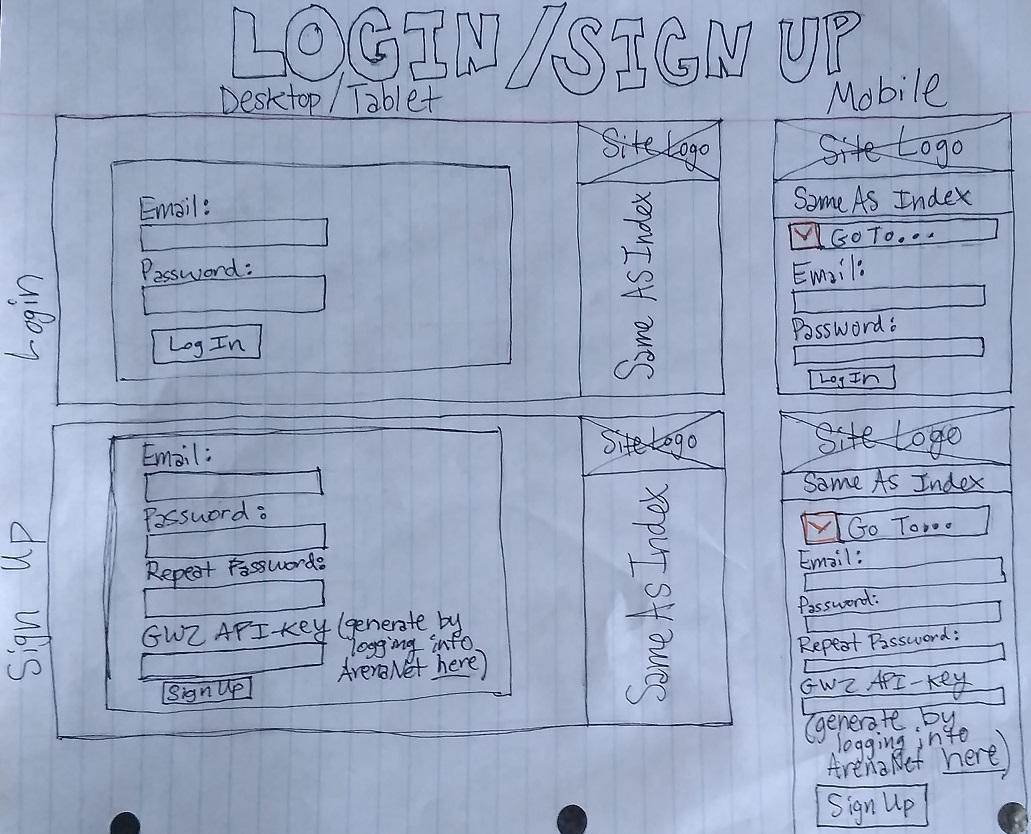 LOGIN/SIGN UP
Desktop/Tablet
Mobile
Login
Email:
Password:
Log In
Site Logo
Same As Index
Site Logo
Same As Index
Go To...
Email:
Password:
Log In
Sign Up
Email:
Password:
Repeat Password:
GW2 API-Key (generate by
logging into
ArenaNet here)
Sign Up
Site Logo
Same As Index
Site Logo
Same As Index
Go To...
Email:
Password:
Repeat Password:
GW2 API-Key
(generate by
logging into
ArenaNet here)
Sign Up